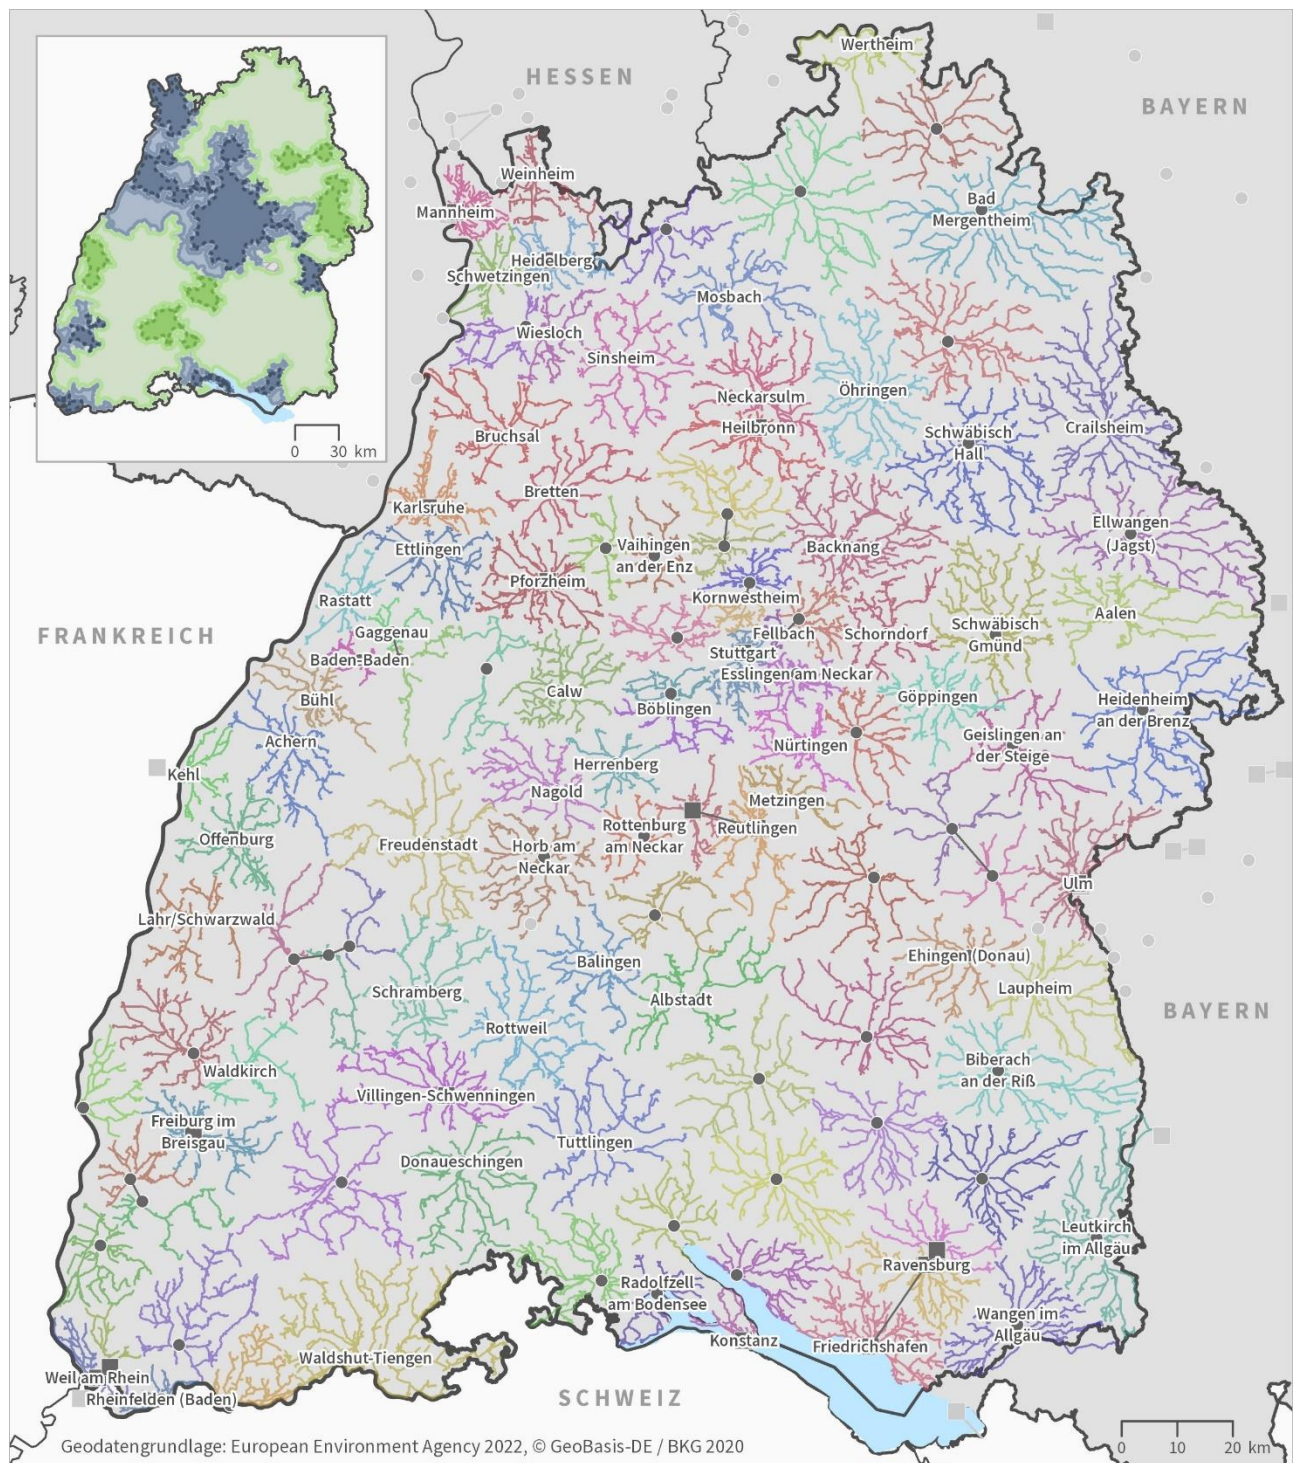 HESSEN
BAYERN
Wertheim
Weinheim
Mannheim
Bad
Mergentheim
Heidelberg
Schwetzingen
Mosbach
Wiesloch
Sinsheim
0 30 km
Öhringen
Neckarsulm
Heilbronn
Bruchsal
Schwäbisch
Hall
Crailsheim
Bretten
Karlsruhe
Ellwangen
(Jagst)
Ettlingen
Vaihingen
an der Enz
Backnang
Pforzheim
Kornwestheim
Rastatt
Aalen
FRANKREICH
Gaggenau
Fellbach
Schorndorf
Schwäbisch
Gmünd
Baden-Baden
Stuttgart
Esslingen am Neckar
Calw
Bühl
Böblingen
Göppingen
Heidenheim
an der Brenz
Achern
Nürtingen
Geislingen an
der Steige
Kehl
Herrenberg
Nagold
Metzingen
Rottenburg
am Neckar
Reutlingen
Offenburg
Freudenstadt
Horb am
Neckar
Ulm
Lahr/Schwarzwald
Balingen
Ehingen (Donau)
Laupheim
Schramberg
Albstadt
BAYERN
Rottweil
Waldkirch
Biberach
an der Riß
Villingen-Schwenningen
Freiburg im
Breisgau
Tuttlingen
Donaueschingen
Leutkirch
im Allgäu
Ravensburg
Radolfzell
am Bodensee
Wangen im
Allgäu
Konstanz
Friedrichshafen
Waldshut-Tiengen
Weil am Rhein
Rheinfelden (Baden)
SCHWEIZ
Geodatengrundlage: European Environment Agency 2022, © GeoBasis-DE / BKG 2020
0 10 20 km